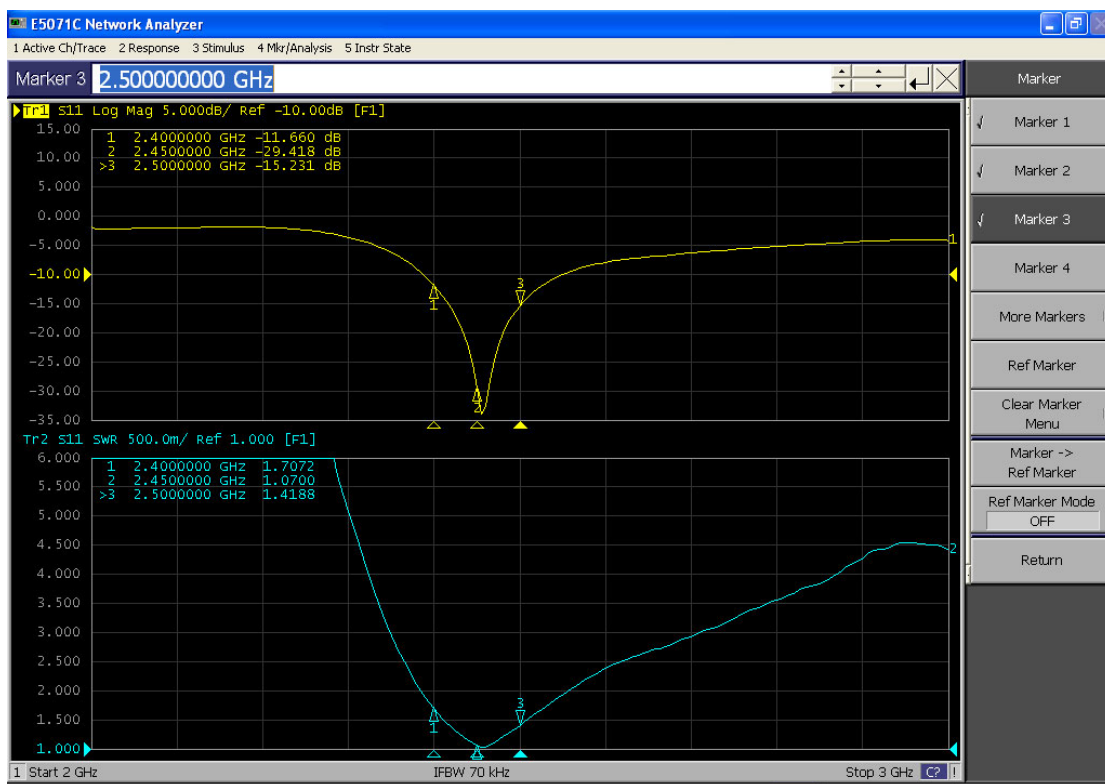 E5071C Network Analyzer
1 Active Ch/Trace 2 Response 3 Stimulus 4 Mkr/Analysis 5 Instr State
Marker 3 2.500000000 GHz
Marker
Marker 1
Marker 2
Marker 3
Marker 4
More Markers
Ref Marker
Clear Marker
Menu
Marker ->
Ref Marker
Ref Marker Mode
OFF
Return
Tr1 S11 Log Mag 5.000dB/ Ref -10.00dB [F1]
15.00
1 2.4000000 GHz -11.660 dB
2 2.4500000 GHz -29.418 dB
>3 2.5000000 GHz -15.231 dB
10.00
5.000
0.000
-5.000
-10.00
-15.00
-20.00
-25.00
-30.00
-35.00
1
3
1
2
Tr2 S11 SWR 500.0m/ Ref 1.000 [F1]
6.000
1 2.4000000 GHz 1.7072
2 2.4500000 GHz 1.0700
>3 2.5000000 GHz 1.4188
5.500
5.000
4.500
4.000
3.500
3.000
2.500
2.000
1.500
1.000
2
3
1
1 Start 2 GHz IFBW 70 kHz Stop 3 GHz C? !